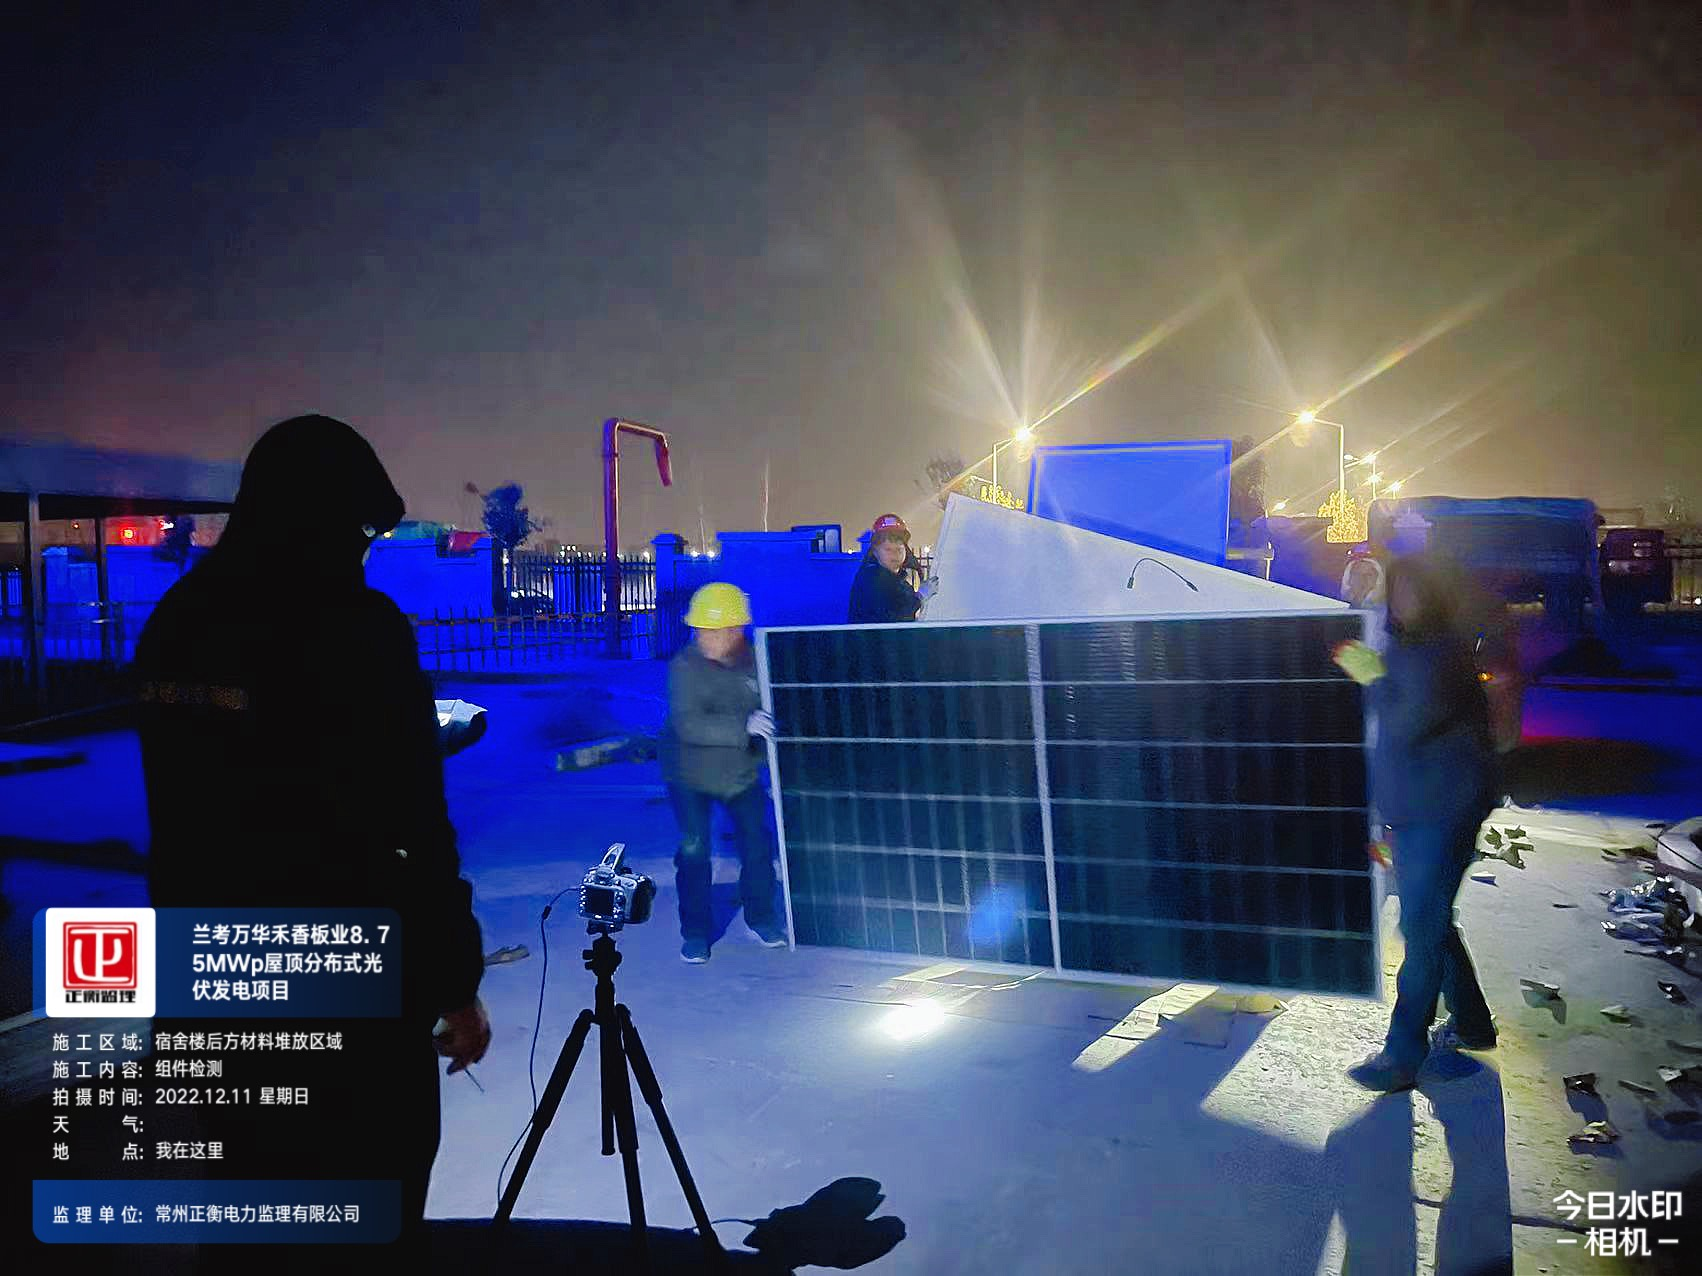 兰考万华禾香板业8.7
5MWp屋顶分布式光
伏发电项目
正衡监理
施工区域: 宿舍楼后方材料堆放区域
施工内容: 组件检测
拍摄时间: 2022.12.11 星期日
天气:
地点: 我在这里
监理单位: 常州正衡电力监理有限公司
今日水印
-相机-